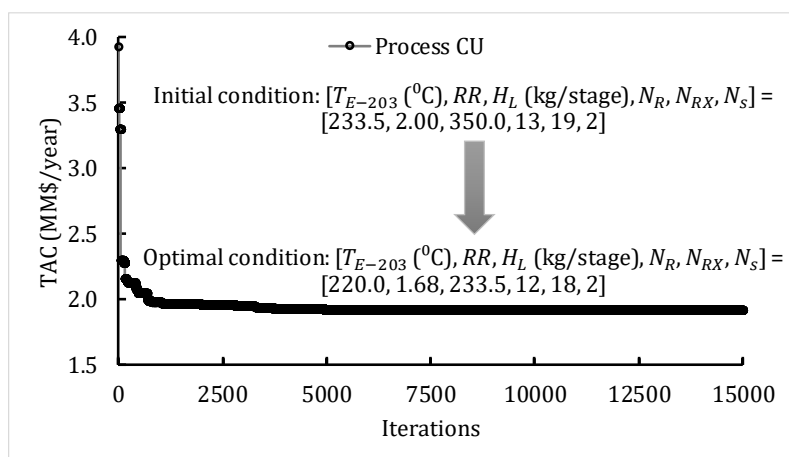 4.0
Process CU
3.5
Initial condition: [T_{E−203} (⁰C), RR, H_L (kg/stage), N_R, N_{RX}, N_s] =
[233.5, 2.00, 350.0, 13, 19, 2]
3.0
TAC (MM$/year)
2.5
Optimal condition: [T_{E−203} (⁰C), RR, H_L (kg/stage), N_R, N_{RX}, N_s] =
[220.0, 1.68, 233.5, 12, 18, 2]
2.0
1.5
0 2500 5000 7500 10000 12500 15000
Iterations